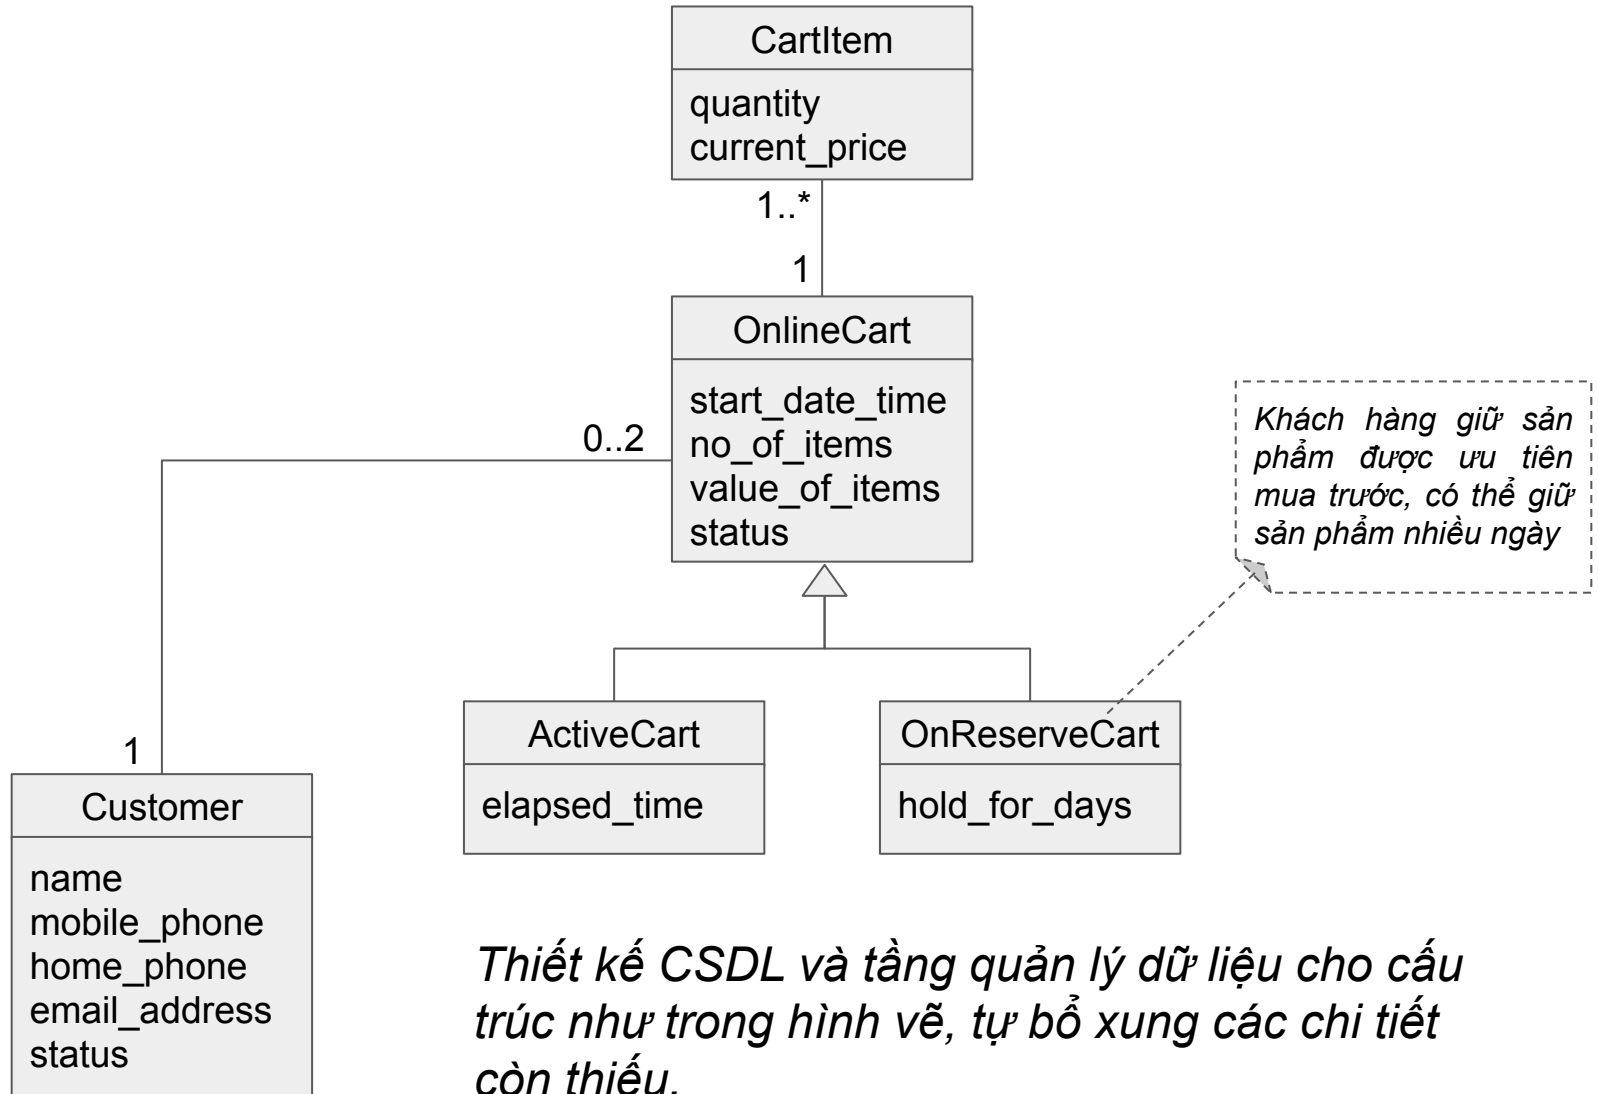 CartItem
quantity
current_price
1..*
1
OnlineCart
start_date_time
no_of_items
value_of_items
status
0..2
Khách hàng giữ sản
phẩm được ưu tiên
mua trước, có thể giữ
sản phẩm nhiều ngày
ActiveCart
elapsed_time
OnReserveCart
hold_for_days
1
Customer
name
mobile_phone
home_phone
email_address
status
Thiết kế CSDL và tầng quản lý dữ liệu cho cấu
trúc như trong hình vẽ, tự bổ xung các chi tiết
còn thiếu.